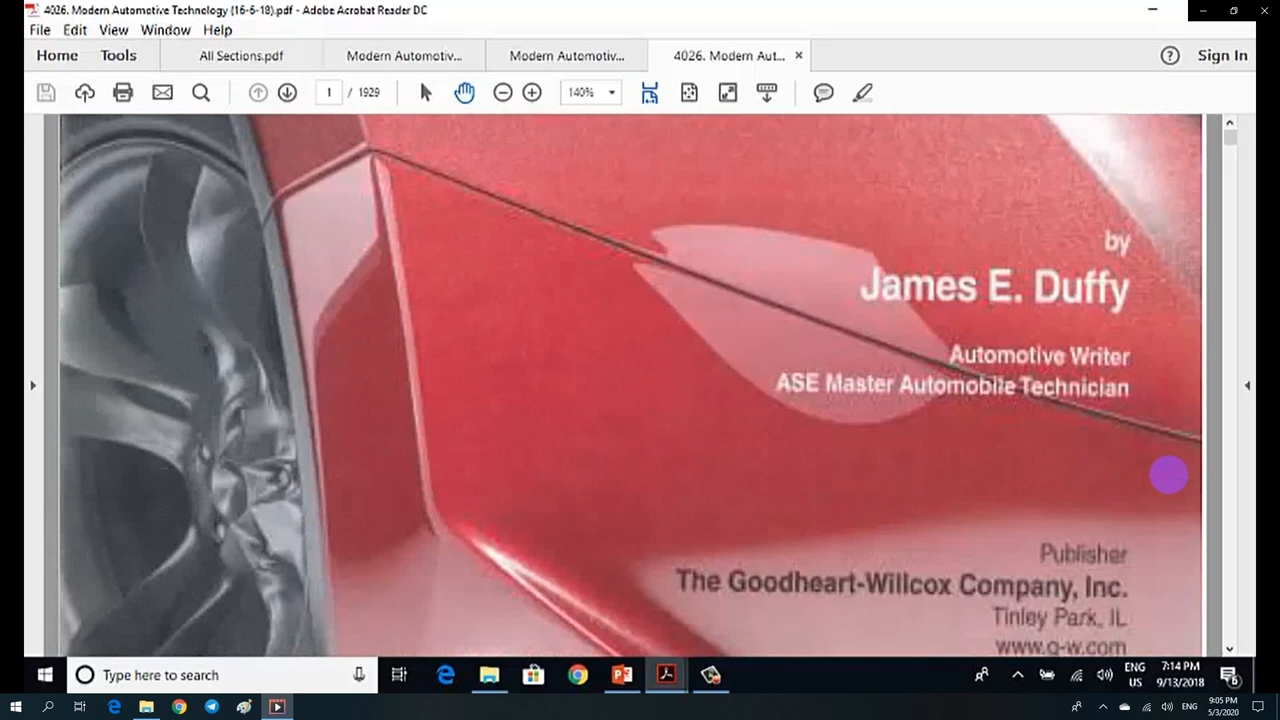 4026. Modern Automotive Technology (16-6-18).pdf - Adobe Acrobat Reader DC
File Edit View Window Help
Home Tools All Sections.pdf Modern Automotiv... Modern Automotiv... 4026. Modern Aut... × ? Sign In
1 / 1929 140%
by
James E. Duffy
Automotive Writer
ASE Master Automobile Technician
Publisher
The Goodheart-Willcox Company, Inc.
Tinley Park, IL
www.g-w.com
Type here to search
ENG
US
7:14 PM
9/13/2018
6
ENG
9:05 PM
5/3/2020